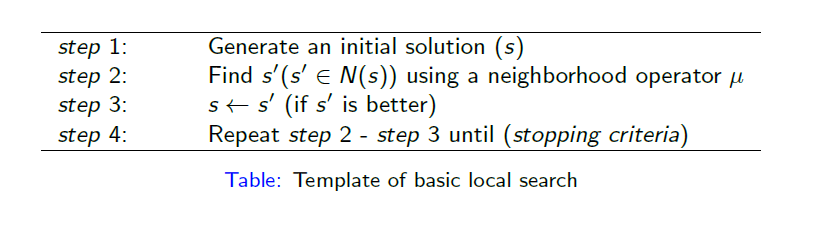 step 1: Generate an initial solution (s)
step 2: Find s′(s′ ∈ N(s)) using a neighborhood operator μ
step 3: s ← s′ (if s′ is better)
step 4: Repeat step 2 - step 3 until (stopping criteria)
Table: Template of basic local search